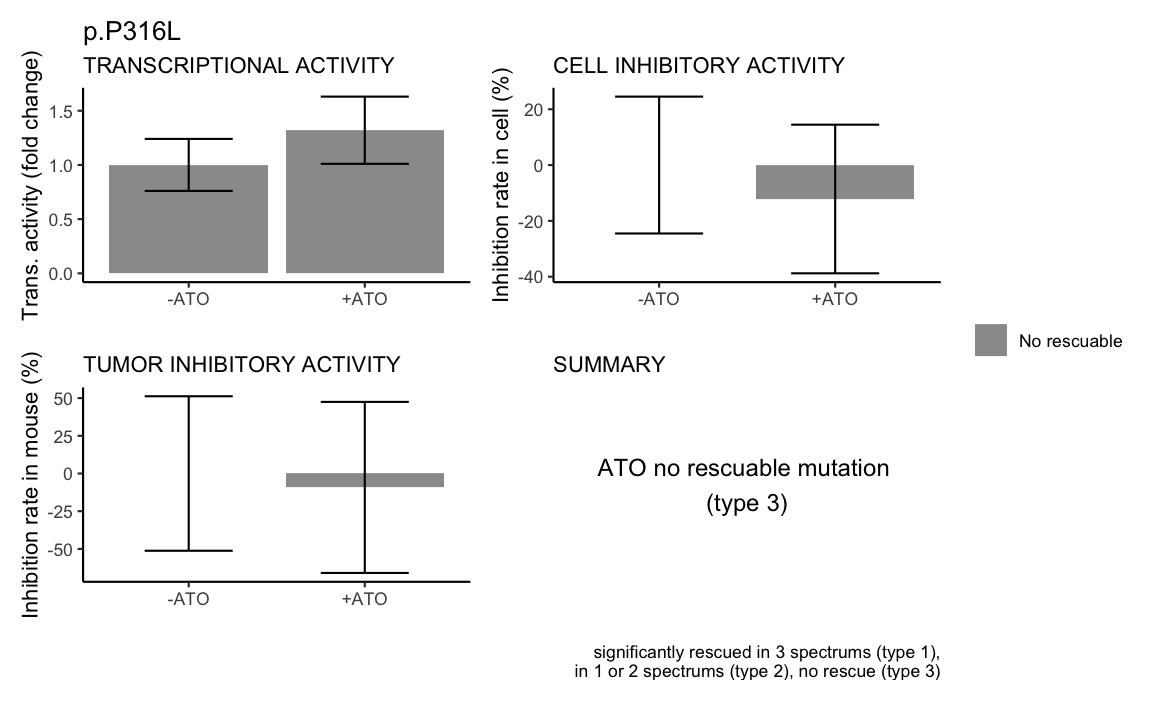 p.P316L
TRANSCRIPTIONAL ACTIVITY
Trans. activity (fold change)
1.5
1.0
0.5
0.0
-ATO
+ATO
CELL INHIBITORY ACTIVITY
Inhibition rate in cell (%)
20
0
-20
-40
-ATO
+ATO
No rescuable
TUMOR INHIBITORY ACTIVITY
Inhibition rate in mouse (%)
50
25
0
-25
-50
-ATO
+ATO
SUMMARY
ATO no rescuable mutation
(type 3)
significantly rescued in 3 spectrums (type 1),
in 1 or 2 spectrums (type 2), no rescue (type 3)